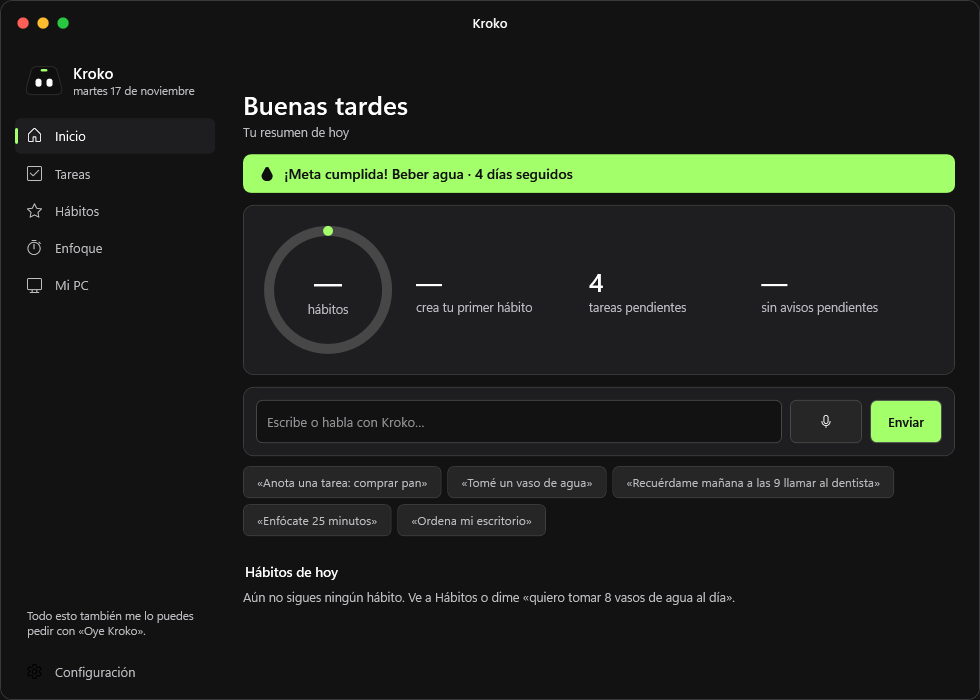 Kroko
Kroko
martes 17 de noviembre
Inicio
Tareas
Hábitos
Enfoque
Mi PC
Todo esto también me lo puedes
pedir con «Oye Kroko».
Configuración
Buenas tardes
Tu resumen de hoy
¡Meta cumplida! Beber agua · 4 días seguidos
—
hábitos
—
crea tu primer hábito
4
tareas pendientes
—
sin avisos pendientes
Escribe o habla con Kroko...
Enviar
«Anota una tarea: comprar pan»
«Tomé un vaso de agua»
«Recuérdame mañana a las 9 llamar al dentista»
«Enfócate 25 minutos»
«Ordena mi escritorio»
Hábitos de hoy
Aún no sigues ningún hábito. Ve a Hábitos o dime «quiero tomar 8 vasos de agua al día».